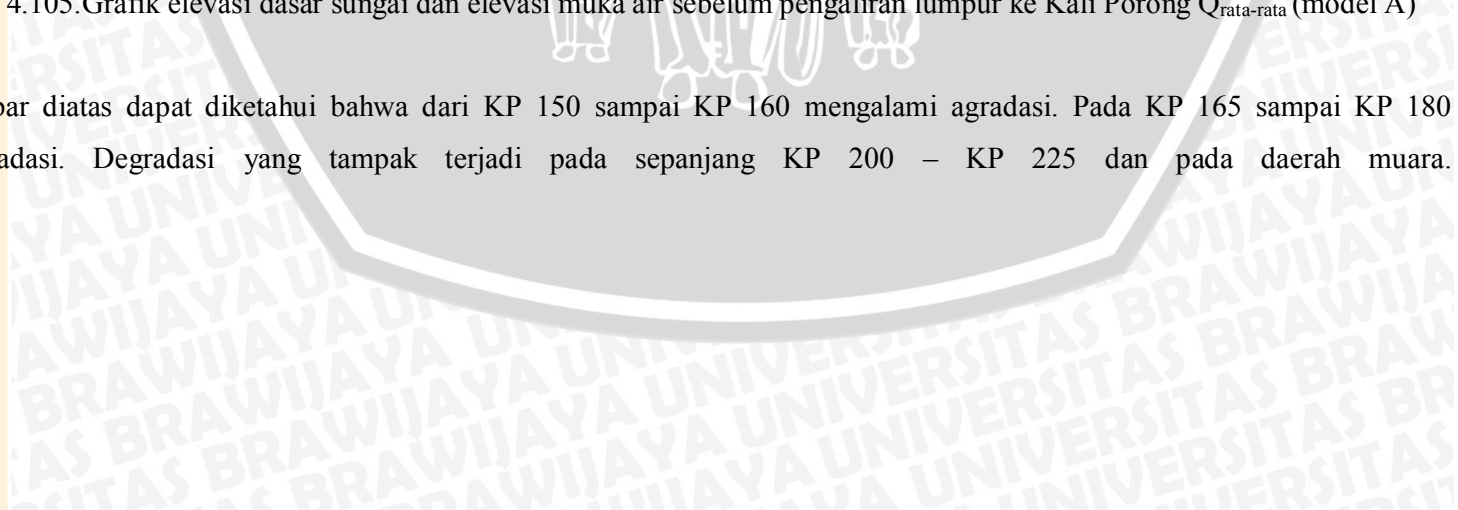 4.105.Grafik elevasi dasar sungai dan elevasi muka air sebelum pengaliran lumpur ke Kali Porong Qrata-rata (model A)
bar diatas dapat diketahui bahwa dari KP 150 sampai KP 160 mengalami agradasi. Pada KP 165 sampai KP 180
adasi. Degradasi yang tampak terjadi pada sepanjang KP 200 – KP 225 dan pada daerah muara.